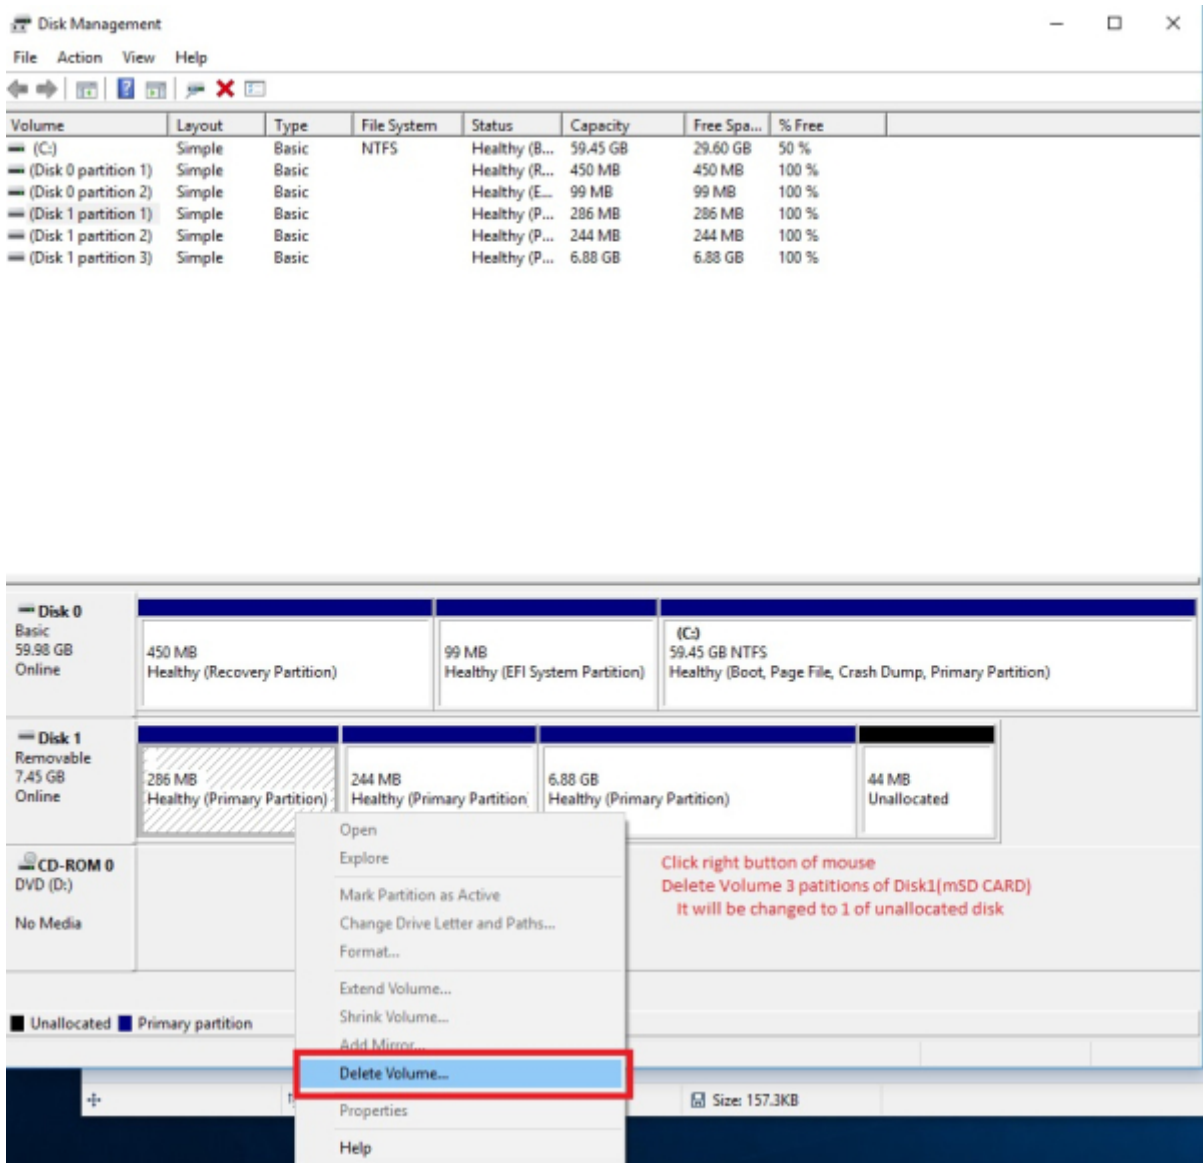 Disk Management
File Action View Help
Volume Layout Type File System Status Capacity Free Spa... % Free
(C:) Simple Basic NTFS Healthy (B... 59.45 GB 29.60 GB 50 %
(Disk 0 partition 1) Simple Basic Healthy (R... 450 MB 450 MB 100 %
(Disk 0 partition 2) Simple Basic Healthy (E... 99 MB 99 MB 100 %
(Disk 1 partition 1) Simple Basic Healthy (P... 286 MB 286 MB 100 %
(Disk 1 partition 2) Simple Basic Healthy (P... 244 MB 244 MB 100 %
(Disk 1 partition 3) Simple Basic Healthy (P... 6.88 GB 6.88 GB 100 %
Disk 0
Basic
59.98 GB
Online
450 MB
Healthy (Recovery Partition)
99 MB
Healthy (EFI System Partition)
(C:)
59.45 GB NTFS
Healthy (Boot, Page File, Crash Dump, Primary Partition)
Disk 1
Removable
7.45 GB
Online
286 MB
Healthy (Primary Partition)
244 MB
Healthy (Primary Partition
6.88 GB
Healthy (Primary Partition)
44 MB
Unallocated
CD-ROM 0
DVD (D:)
No Media
Open
Explore
Mark Partition as Active
Change Drive Letter and Paths...
Format...
Extend Volume...
Shrink Volume...
Add Mirror...
Delete Volume...
Properties
Help
Click right button of mouse
Delete Volume 3 patitions of Disk1(mSD CARD)
It will be changed to 1 of unallocated disk
Unallocated Primary partition
Size: 157.3KB